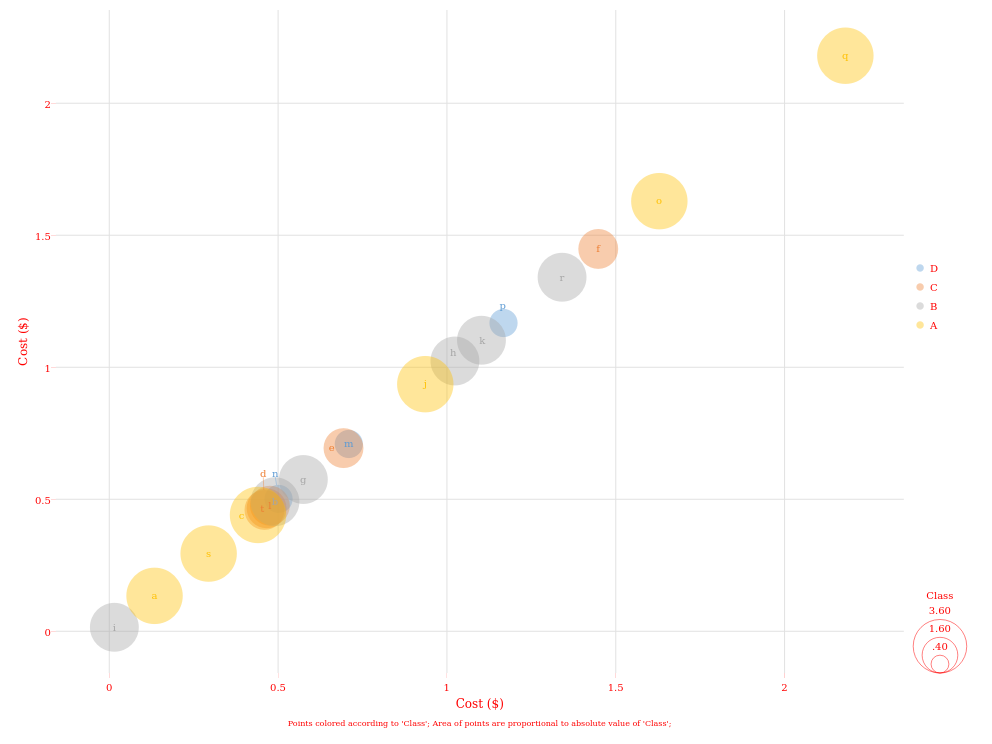 q
2
o
1.5
f
D
r
C
p
B
Cost ($)
k
A
h
1
j
e
m
d
n
g
0.5
c
t
l
s
a
Class
3.60
i
1.60
0
.40
0
0.5
1
1.5
2
Cost ($)
Points colored according to 'Class'; Area of points are proportional to absolute value of 'Class';